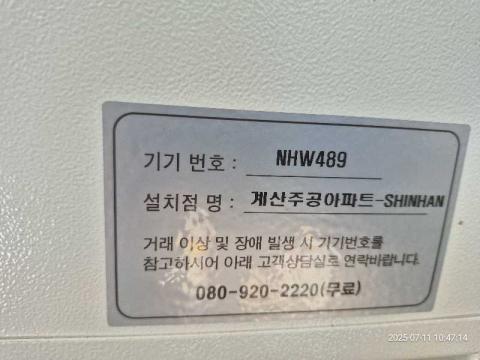 기기 번호 : NHW489
설치점 명 : 계산주공아파트-SHINHAN
거래 이상 및 장애 발생 시 기기번호를
참고하시어 아래 고객상담실로 연락바랍니다.
080-920-2220(무료)
2025-07-11 10:47:14